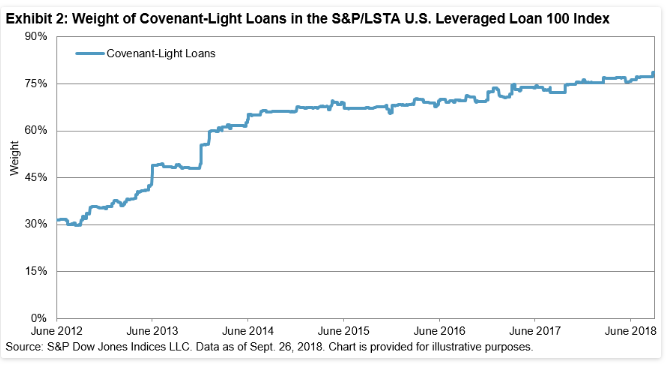 Exhibit 2: Weight of Covenant-Light Loans in the S&P/LSTA U.S. Leveraged Loan 100 Index
90%
Covenant-Light Loans
75%
60%
Weight
45%
30%
15%
0%
June 2012 June 2013 June 2014 June 2015 June 2016 June 2017 June 2018
Source: S&P Dow Jones Indices LLC. Data as of Sept. 26, 2018. Chart is provided for illustrative purposes.